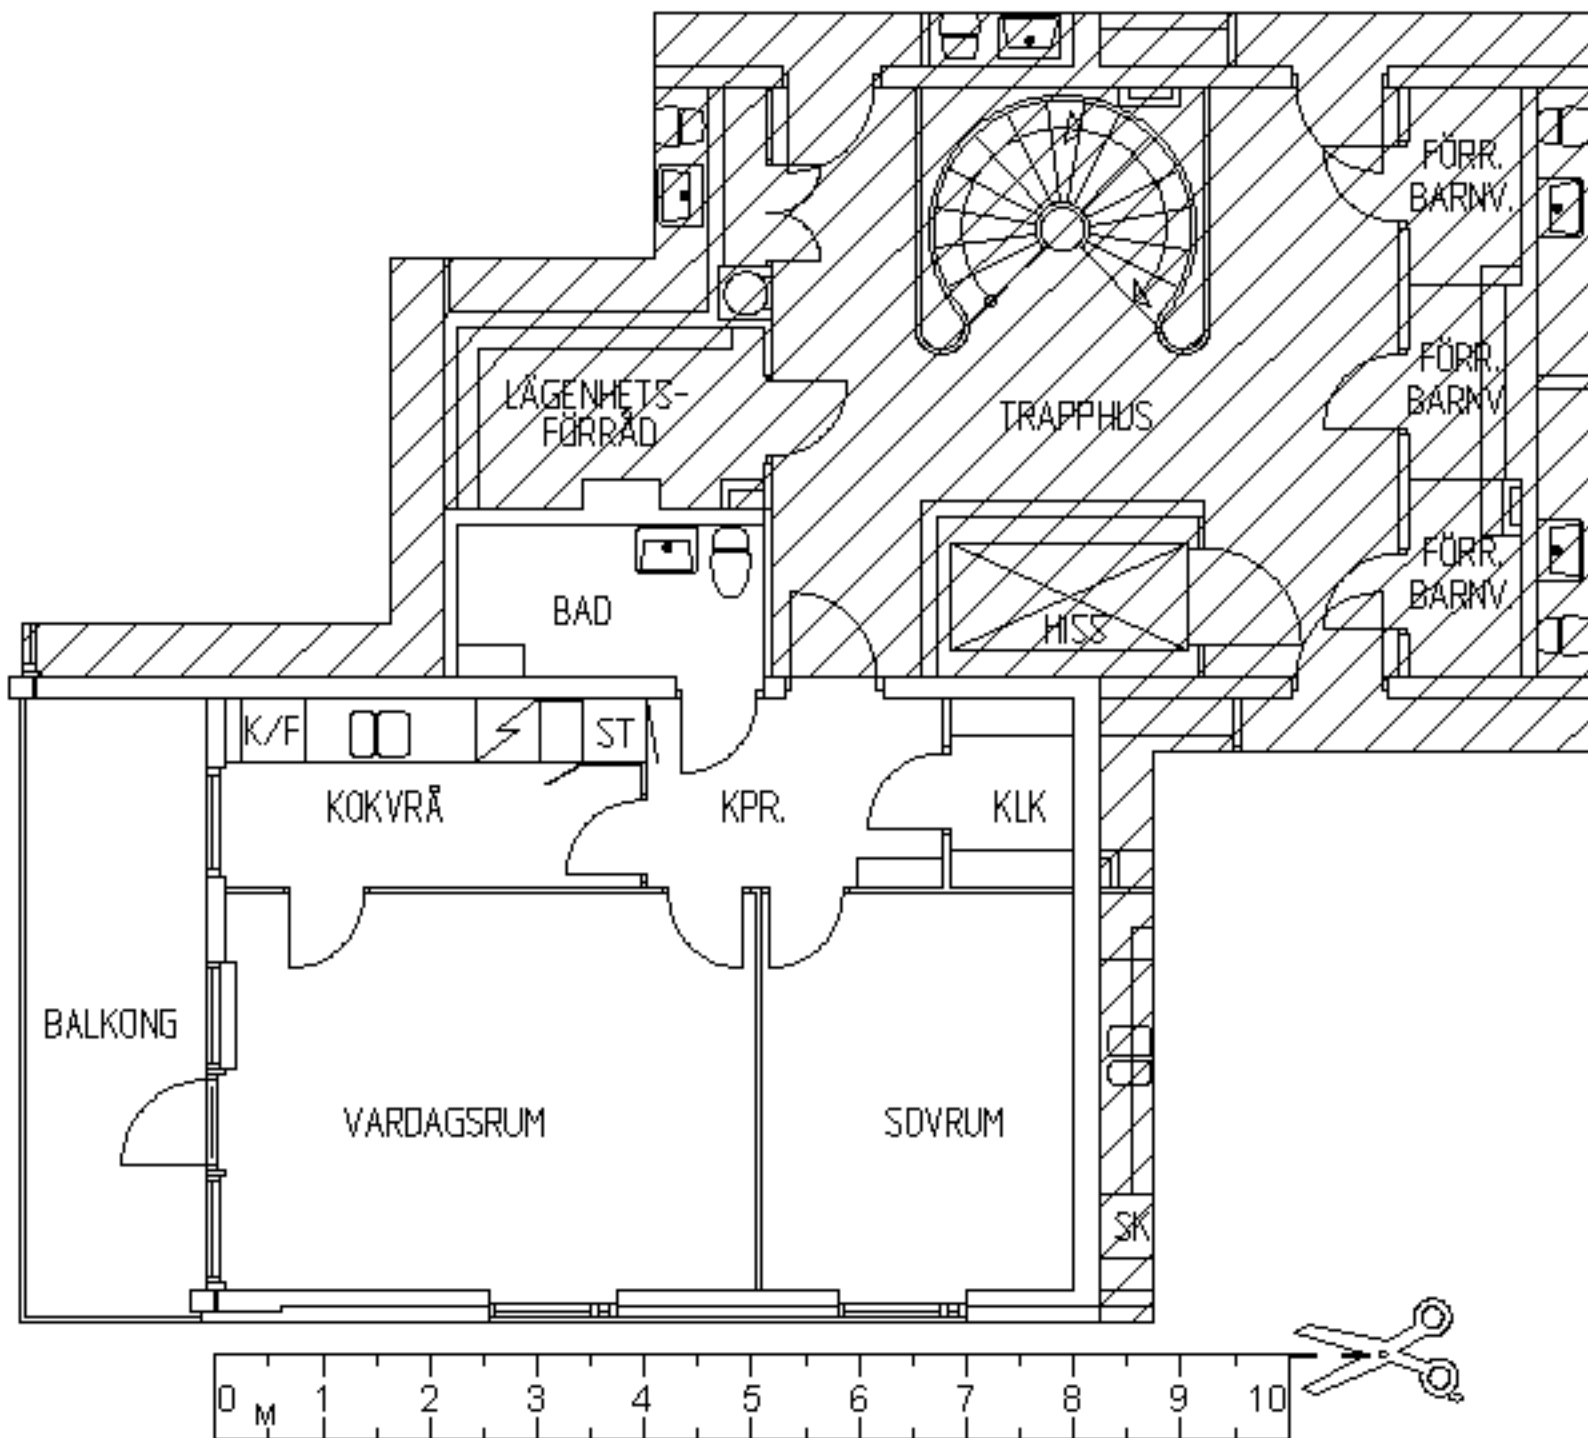 FÖRR.
BARNV.
FÖRR.
BARNV
LÄGENHETS-
FÖRRÅD
TRAPPHUS
FÖRR.
BARNV
BAD
HISS
K/F
ST
KOKVRÅ
KPR.
KLK
BALKONG
VARDAGSRUM
SOVRUM
SK
0 M 1 2 3 4 5 6 7 8 9 10